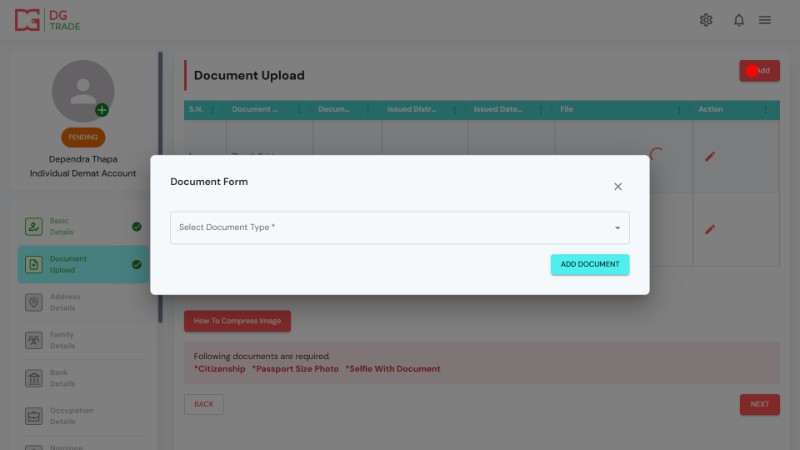 DG
TRADE
PENDING
Dependra Thapa
Individual Demat Account
Basic
Details
Document
Upload
Address
Details
Family
Details
Bank
Details
Occupation
Details
Nominee
Document Upload
S.N.
Document ...
Docum...
Issued Distr...
Issued Date...
File
Action
Document Form
Select Document Type *
ADD DOCUMENT
How To Compress Image
Following documents are required.
*Citizenship *Passport Size Photo *Selfie With Document
BACK
NEXT